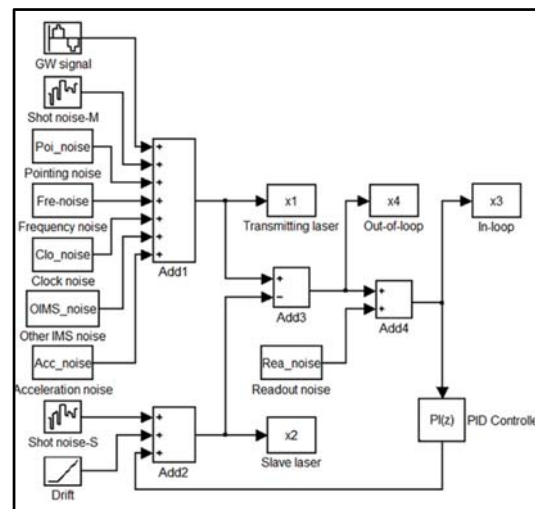 GW signal
Shot noise-M
Poi_noise
Pointing noise
Fre-noise
Frequency noise
Clo_noise
Clock noise
OIMS_noise
Other IMS noise
Acc_noise
Acceleration noise
Shot noise-S
Drift
+
+
+
+
+
+
+
Add1
+
+
+
Add2
x1
Transmitting laser
x4
Out-of-loop
x3
In-loop
+
−
Add3
+
+
Add4
Rea_noise
Readout noise
x2
Slave laser
PI(z)
PID Controlle